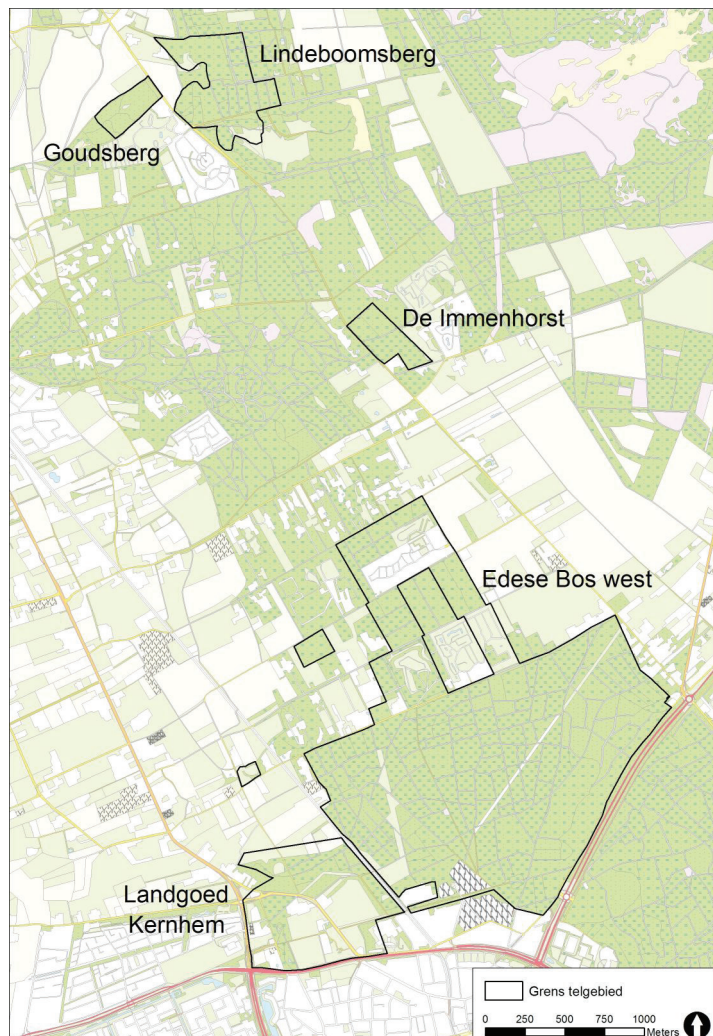 Lindeboomsberg
Goudsberg
De Immenhorst
Edese Bos west
Landgoed
Kernhem
Grens telgebied
0 250 500 750 1000
Meters